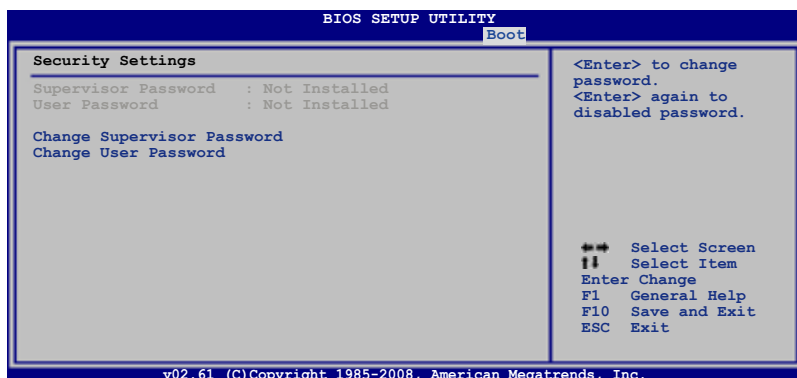 BIOS SETUP UTILITY
Boot
Security Settings
Supervisor Password : Not Installed
User Password : Not Installed
Change Supervisor Password
Change User Password
<Enter> to change
password.
<Enter> again to
disabled password.
Select Screen
Select Item
Enter Change
F1 General Help
F10 Save and Exit
ESC Exit
v02.61 (C)Copyright 1985-2008, American Megatrends, Inc.